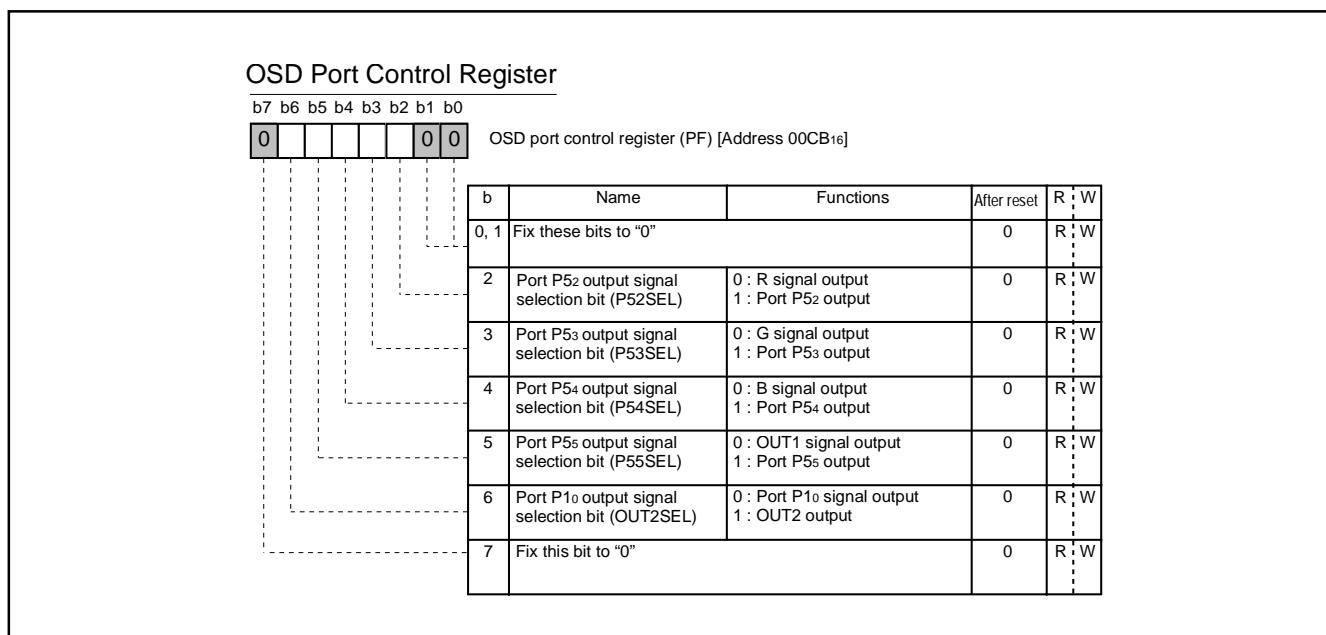 OSD Port Control Register
b7 b6 b5 b4 b3 b2 b1 b0
0 0 0
OSD port control register (PF) [Address 00CB16]
b Name Functions After reset R W
0, 1 Fix these bits to “0” 0 R W
2 Port P52 output signal selection bit (P52SEL) 0 : R signal output 1 : Port P52 output 0 R W
3 Port P53 output signal selection bit (P53SEL) 0 : G signal output 1 : Port P53 output 0 R W
4 Port P54 output signal selection bit (P54SEL) 0 : B signal output 1 : Port P54 output 0 R W
5 Port P55 output signal selection bit (P55SEL) 0 : OUT1 signal output 1 : Port P55 output 0 R W
6 Port P10 output signal selection bit (OUT2SEL) 0 : Port P10 signal output 1 : OUT2 output 0 R W
7 Fix this bit to “0” 0 R W